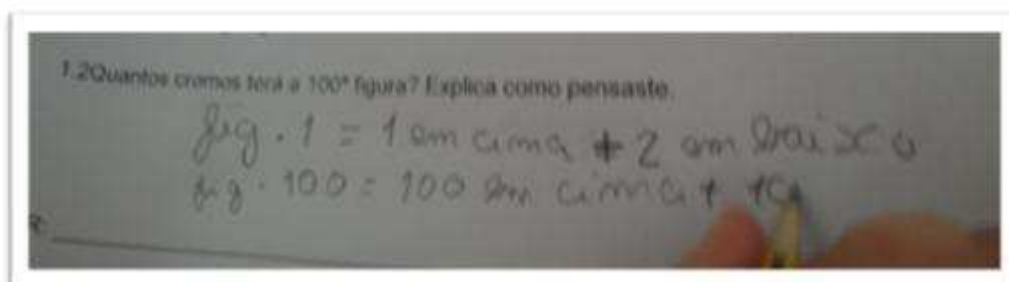 1.2Quantos cromos terá a 100ª figura? Explica como pensaste.
fig. 1 = 1 em cima + 2 em baixo
fig. 100 = 100 em cima + 10
R: